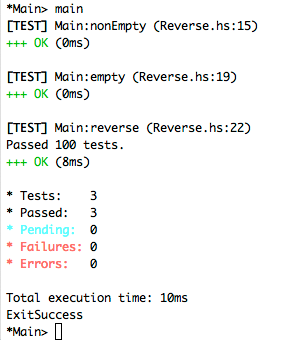 *Main> main
[TEST] Main:nonEmpty (Reverse.hs:15)
+++ OK (0ms)
[TEST] Main:empty (Reverse.hs:19)
+++ OK (0ms)
[TEST] Main:reverse (Reverse.hs:22)
Passed 100 tests.
+++ OK (8ms)
* Tests:    3
* Passed:   3
* Pending:  0
* Failures: 0
* Errors:   0
Total execution time: 10ms
ExitSuccess
*Main>